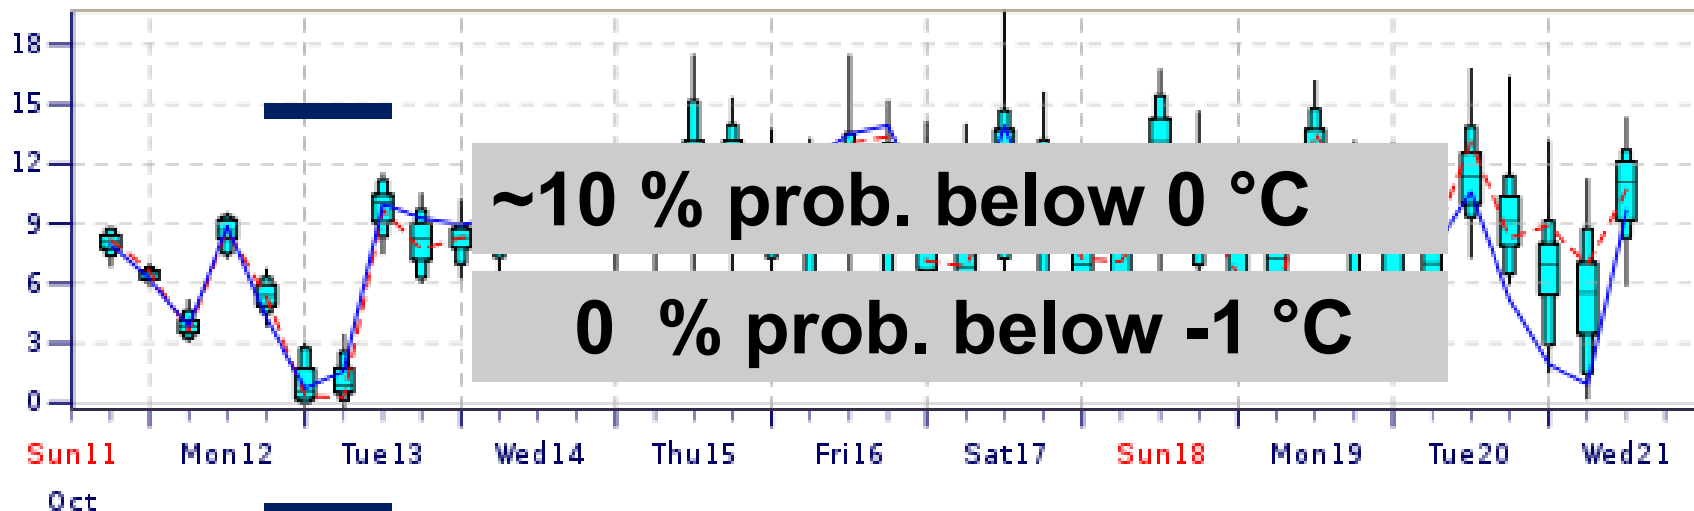 18
15
12
9
6
3
0
~10 % prob. below 0 °C
0 % prob. below -1 °C
Sun11 Mon12 Tue13 Wed14 Thu15 Fri16 Sat17 Sun18 Mon19 Tue20 Wed21
Oct